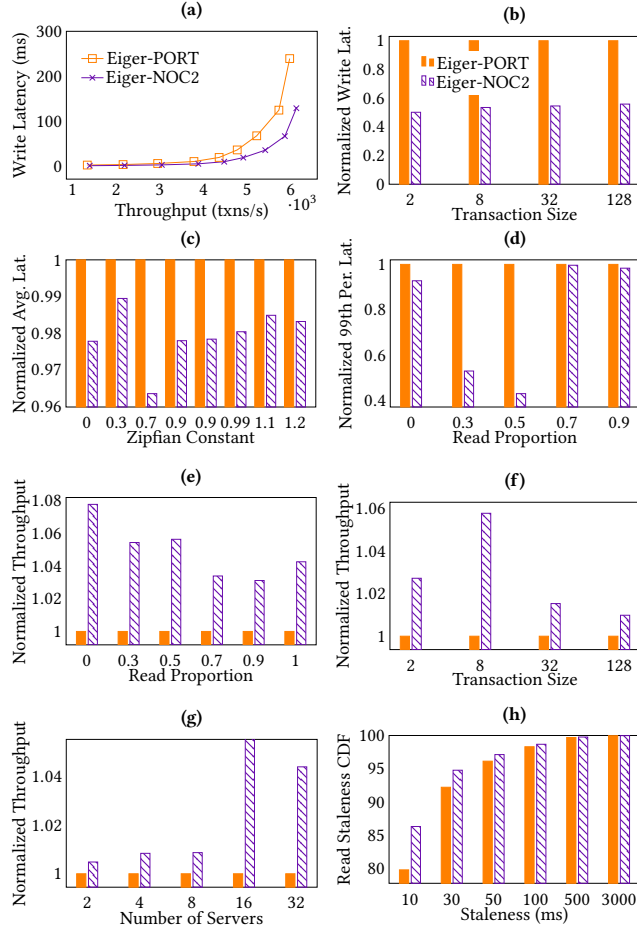 (a)
Write Latency (ms)
300
200
100
0
Eiger-PORT
Eiger-NOC2
1 2 3 4 5 6
·10³
Throughput (txns/s)
(b)
Normalized Write Lat.
1
0.8
0.6
0.4
0.2
0
Eiger-PORT
Eiger-NOC2
2 8 32 128
Transaction Size
(c)
Normalized Avg. Lat.
1
0.99
0.98
0.97
0.96
0 0.3 0.7 0.9 0.9 0.99 1.1 1.2
Zipfian Constant
(d)
Normalized 99th Per. Lat.
1
0.8
0.6
0.4
0 0.3 0.5 0.7 0.9
Read Proportion
(e)
Normalized Throughput
1.08
1.06
1.04
1.02
1
0 0.3 0.5 0.7 0.9 1
Read Proportion
(f)
Normalized Throughput
1.06
1.04
1.02
1
2 8 32 128
Transaction Size
(g)
Normalized Throughput
1.04
1.02
1
2 4 8 16 32
Number of Servers
(h)
Read Staleness CDF
100
95
90
85
80
10 30 50 100 500 3000
Staleness (ms)